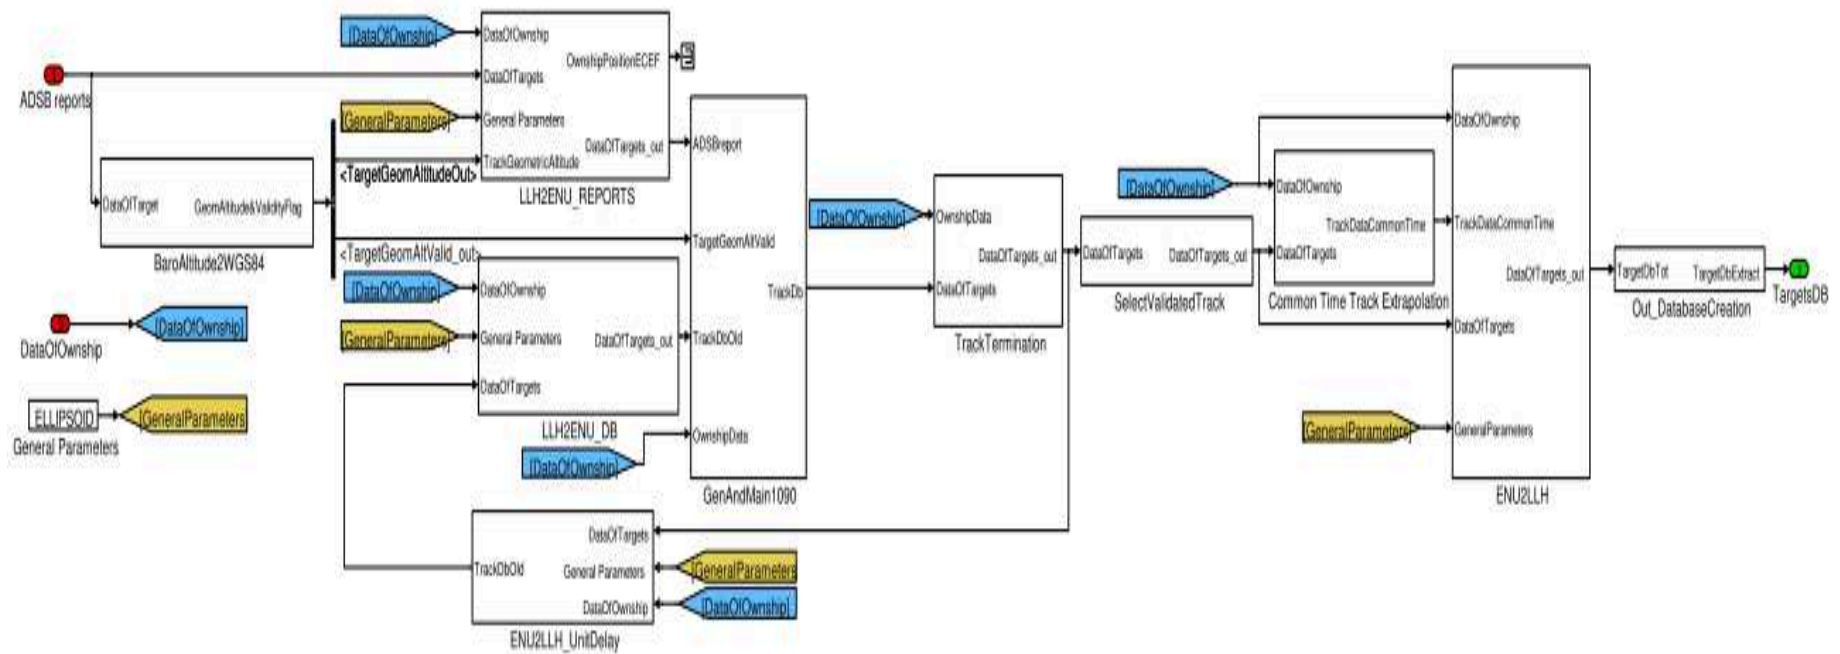 ADSB reports
DataOfTarget
GeomAltitude&ValidityFlag
BaroAltitude2WGS84
DataOfOwnship
[DataOfOwnship]
ELLIPSOID
General Parameters
[GeneralParameters
[DataOfOwnship]
[GeneralParameters]
<TargetGeomAltitudeOut>
DataOfOwnship
OwnshipPositionECEF
DataOfTargets
General Parameters
DataOfTargets_out
TrackGeometricAltitude
LLH2ENU_REPORTS
<TargetGeomAltValid_out>
[DataOfOwnship]
[GeneralParameters]
DataOfOwnship
General Parameters
DataOfTargets_out
DataOfTargets
LLH2ENU_DB
[DataOfOwnship]
ADSBreport
TargetGeomAltValid
TrackDb
TrackDbOld
OwnshipData
GenAndMain1090
DataOfTargets
TrackDbOld
General Parameters
DataOfOwnship
ENU2LLH_UnitDelay
[GeneralParameters
[DataOfOwnship]
[DataOfOwnship]
OwnshipData
DataOfTargets_out
DataOfTargets
TrackTermination
DataOfTargets
DataOfTargets_out
SelectValidatedTrack
[DataOfOwnship]
DataOfOwnship
TrackDataCommonTime
DataOfTargets
Common Time Track Extrapolation
[GeneralParameters]
DataOfOwnship
TrackDataCommonTime
DataOfTargets_out
DataOfTargets
GeneralParameters
ENU2LLH
TargetDbTot
TargetDbExtract
Out_DatabaseCreation
TargetsDB